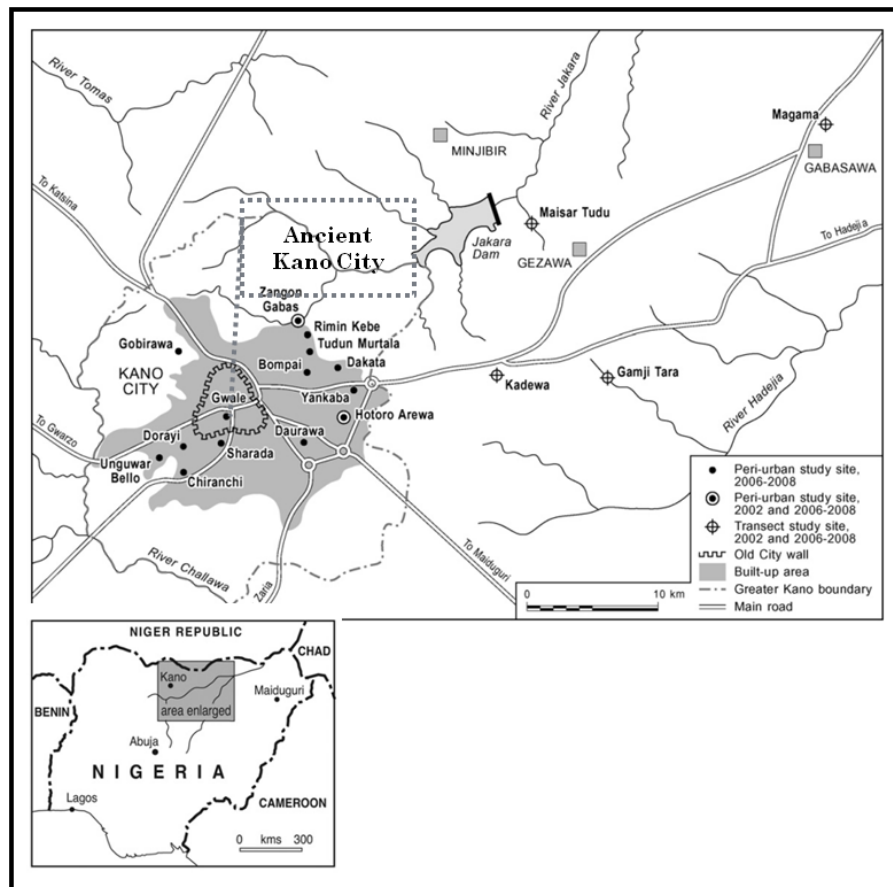 River Tomas
River Jakara
Magama
MINJIBIR
GABASAWA
To Katsina
Ancient
Kano City
Maisar Tudu
Jakara
Dam
GEZAWA
To Hadejia
Zangon
Gabas
Rimin Kebe
Tudun Murtala
Gobirawa
Bompai
Dakata
KANO
CITY
Kadewa
Gamji Tara
Gwale
Yankaba
River Hadejia
To Gwarzo
Hotoro Arewa
Dorayi
Daurawa
Unguwar
Bello
Sharada
Chiranchi
River Challawa
Zaria
To Maiduguri
Peri-urban study site,
2006-2008
Peri-urban study site,
2002 and 2006-2008
Transect study site,
2002 and 2006-2008
Old City wall
Built-up area
Greater Kano boundary
Main road
0 10 km
NIGER REPUBLIC
CHAD
Kano
Maiduguri
BENIN
area enlarged
Abuja
NIGERIA
Lagos
CAMEROON
0 kms 300